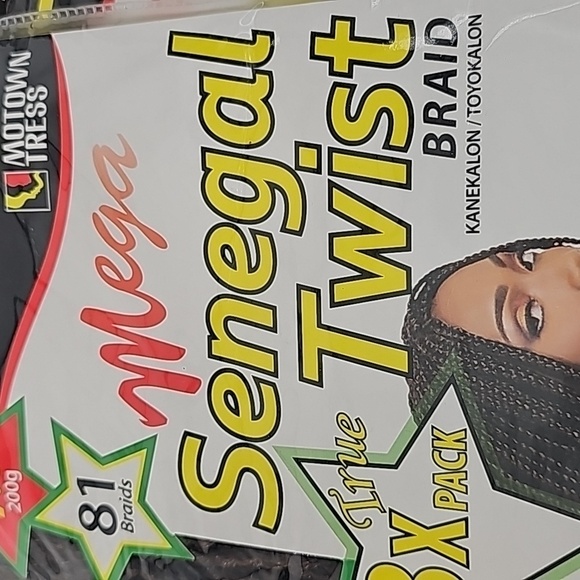 MOTOWN
TRESS
Mega
Senegal
Twist
BRAID
KANEKALON / TOYOKALON
200g
81
Braids
True
3X PACK